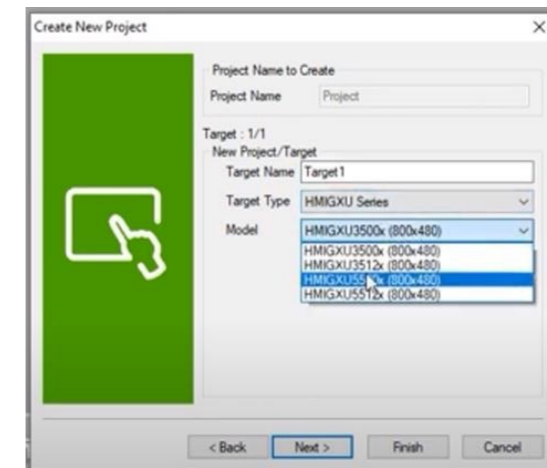 Create New Project
Project Name to Create
Project Name Project
Target : 1/1
New Project/Target
Target Name Target1
Target Type HMIGXU Series
Model HMIGXU3500x (800x480)
HMIGXU3500x (800x480)
HMIGXU3512x (800x480)
(800x480)
HMIGXU5512x (800x480)
< Back Next > Finish Cancel